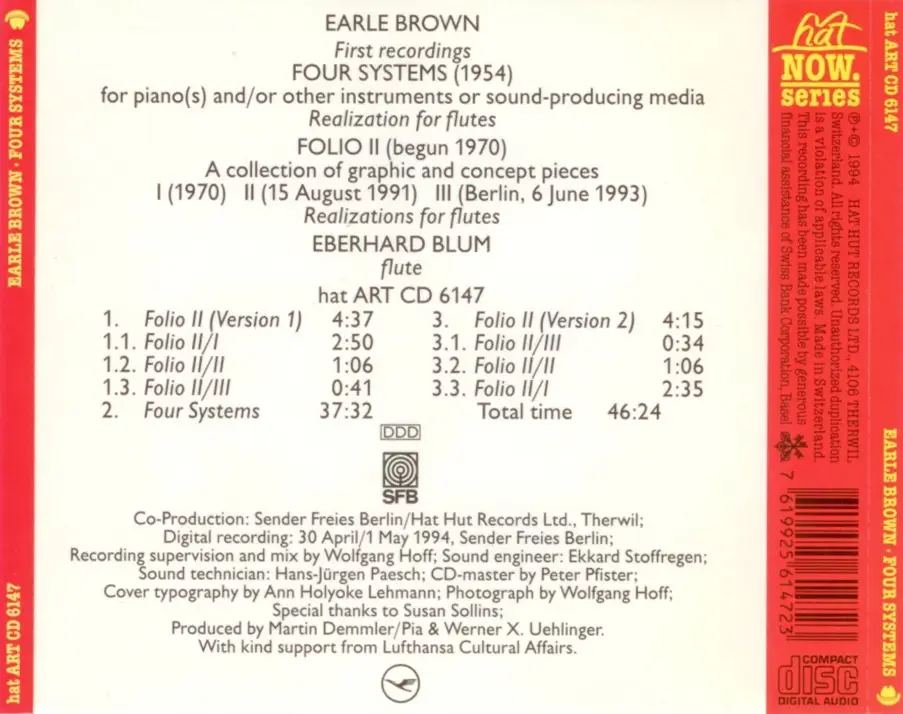 EARLE BROWN
First recordings
FOUR SYSTEMS (1954)
for piano(s) and/or other instruments or sound-producing media
Realization for flutes
FOLIO II (begun 1970)
A collection of graphic and concept pieces
I (1970) II (15 August 1991) III (Berlin, 6 June 1993)
Realizations for flutes
EBERHARD BLUM
flute
hat ART CD 6147
1. Folio II (Version 1) 4:37
1.1. Folio II/I 2:50
1.2. Folio II/II 1:06
1.3. Folio II/III 0:41
2. Four Systems 37:32
3. Folio II (Version 2) 4:15
3.1. Folio II/III 0:34
3.2. Folio II/II 1:06
3.3. Folio II/I 2:35
Total time 46:24
DDD
SFB
Co-Production: Sender Freies Berlin/Hat Hut Records Ltd., Therwil;
Digital recording: 30 April/1 May 1994, Sender Freies Berlin;
Recording supervision and mix by Wolfgang Hoff; Sound engineer: Ekkard Stoffregen;
Sound technician: Hans-Jürgen Paesch; CD-master by Peter Pfister;
Cover typography by Ann Holyoke Lehmann; Photograph by Wolfgang Hoff;
Special thanks to Susan Sollins;
Produced by Martin Demmler/Pia & Werner X. Uehlinger.
With kind support from Lufthansa Cultural Affairs.
EARLE BROWN · FOUR SYSTEMS
hat ART CD 6147
hat
NOW.
series
℗+© 1994 HAT HUT RECORDS LTD., 4106 THERWIL
Switzerland. All rights reserved. Unauthorized duplication
is a violation of applicable laws. Made in Switzerland.
This recording has been made possible by generous
financial assistance of Swiss Bank Corporation, Basel
7 619925 614723
COMPACT
disc
DIGITAL AUDIO
hat ART CD 6147
EARLE BROWN · FOUR SYSTEMS